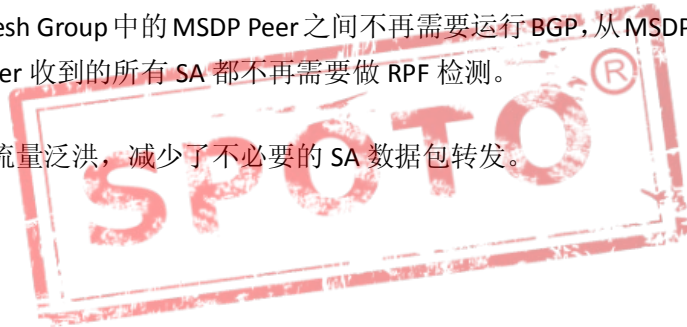 esh Group 中的 MSDP Peer 之间不再需要运行 BGP，从 MSDP
er 收到的所有 SA 都不再需要做 RPF 检测。
流量泛洪，减少了不必要的 SA 数据包转发。
SPOTO®